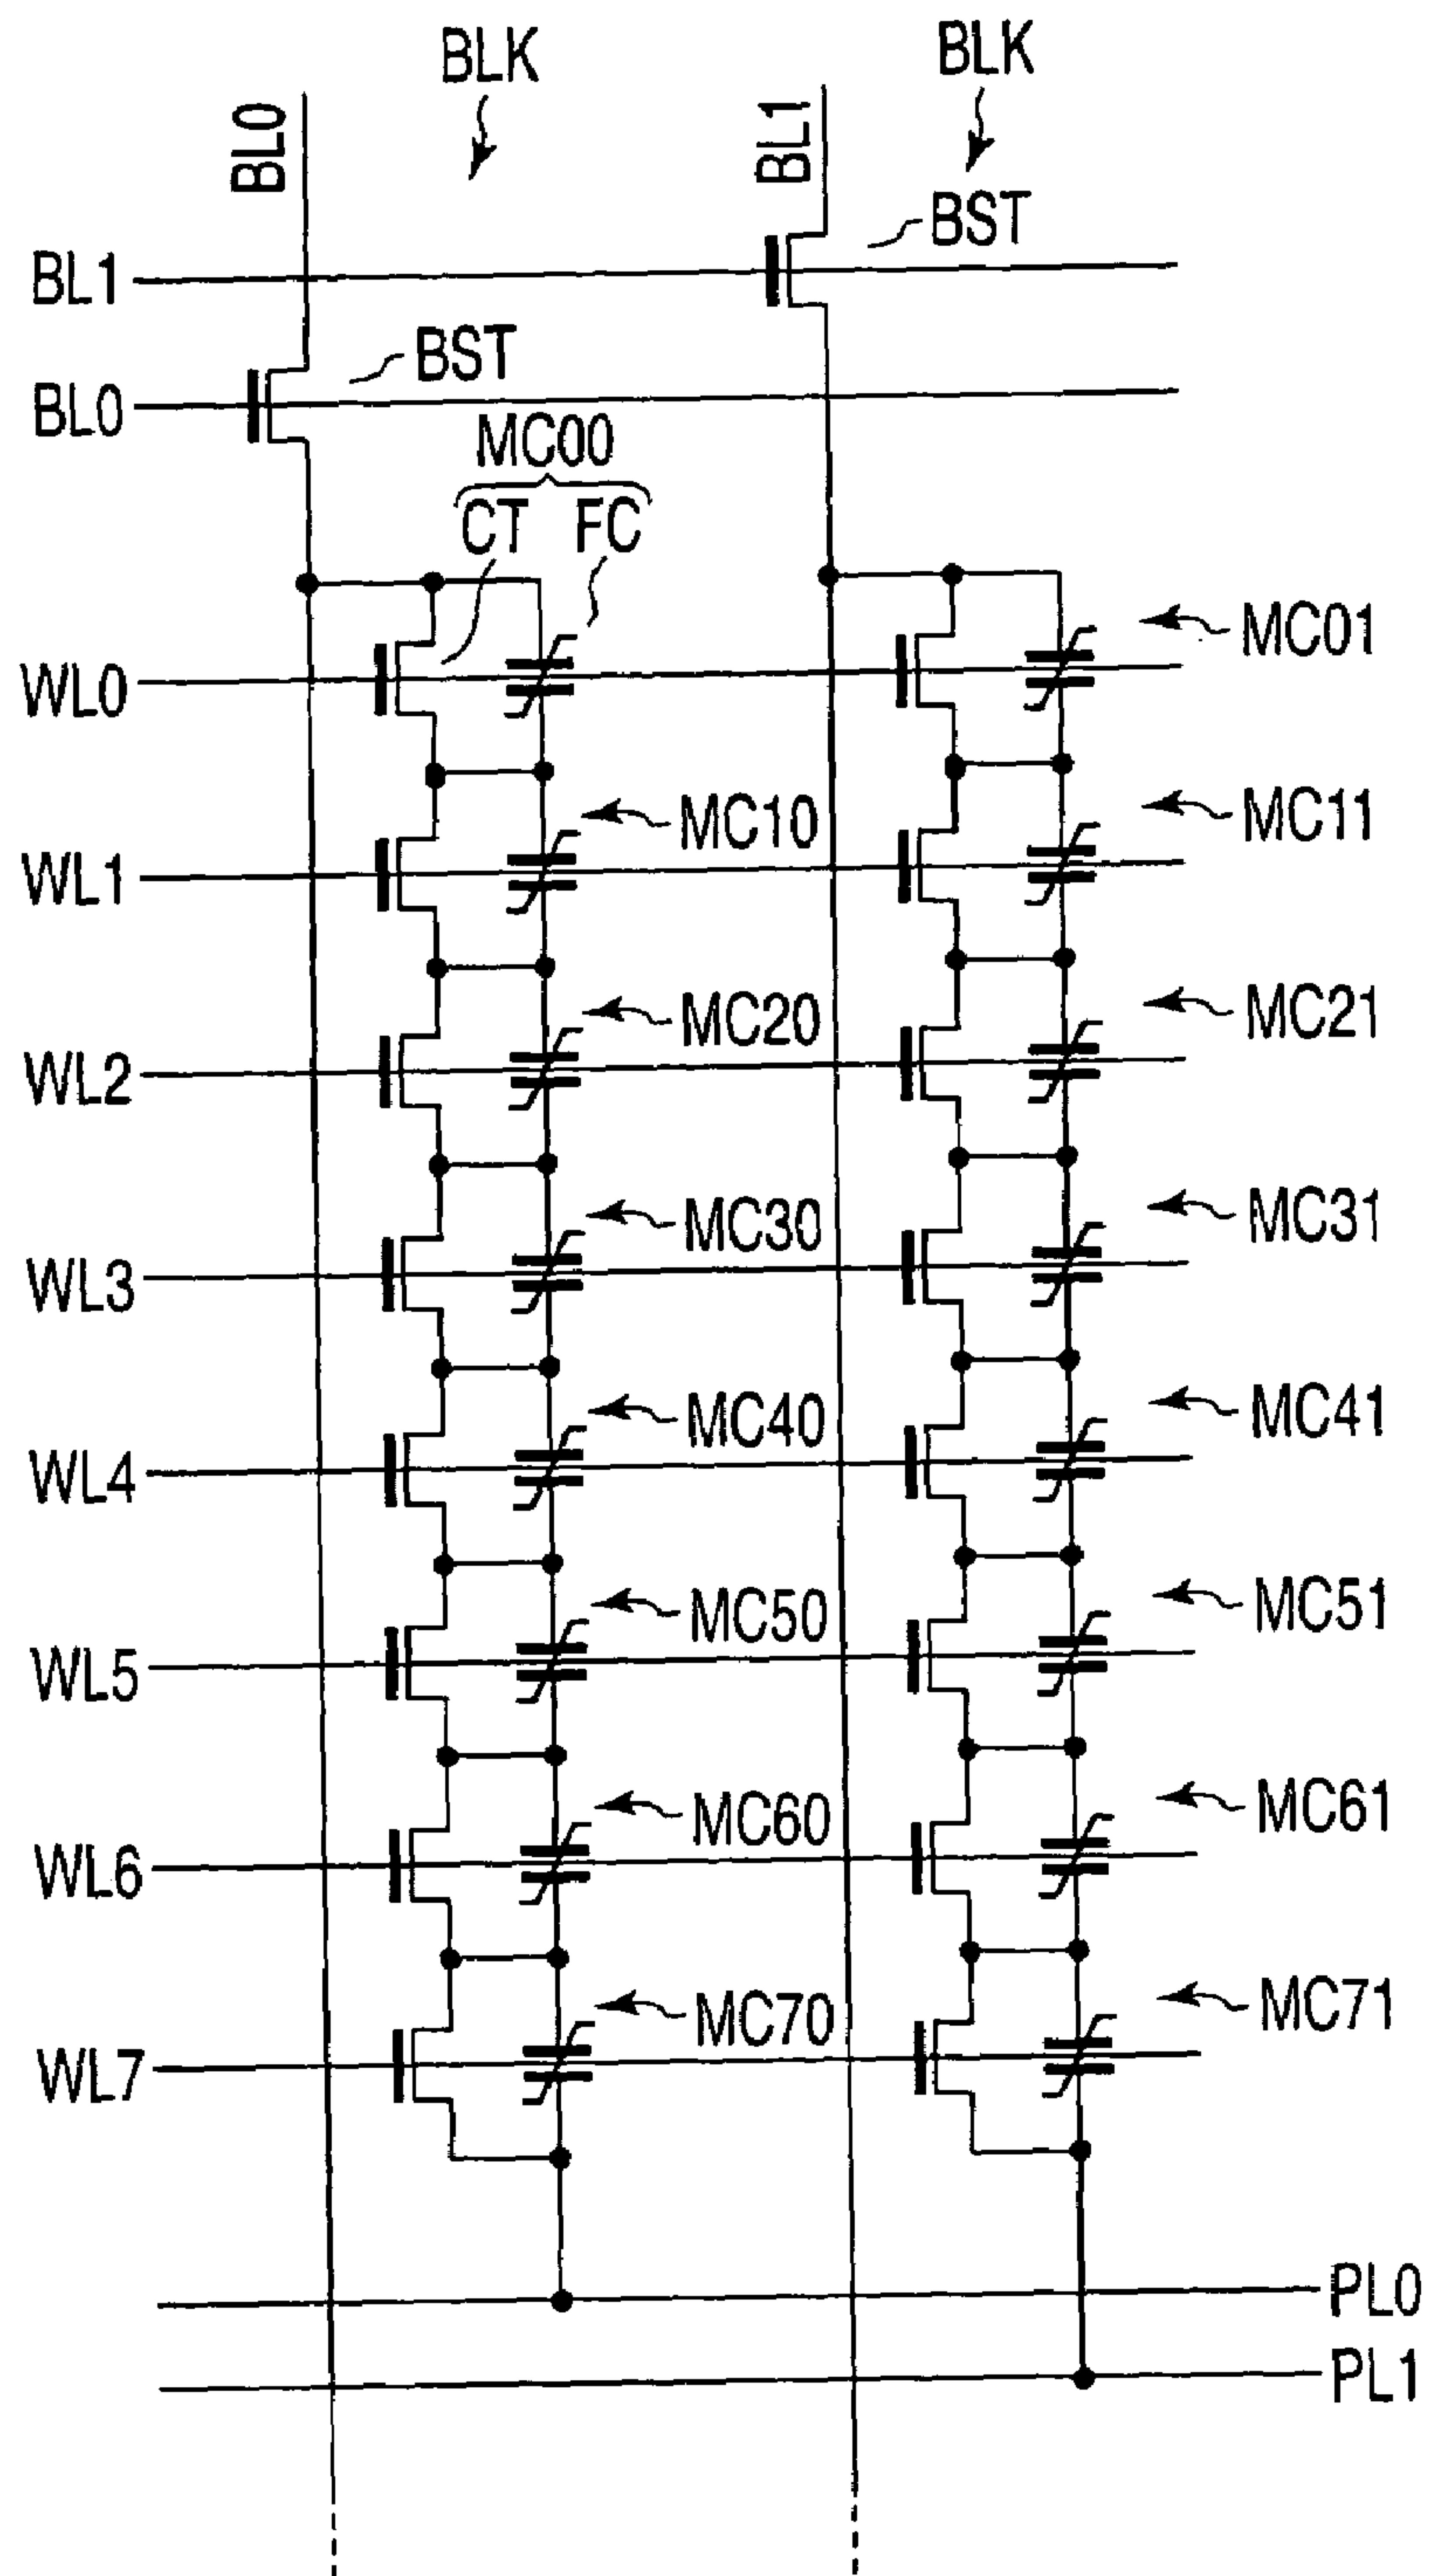 BLK BLK
BL0 BL1
BST
BL1
BST
BL0
MC00
CT FC
MC01
WL0
MC10 MC11
WL1
MC20 MC21
WL2
MC30 MC31
WL3
MC40 MC41
WL4
MC50 MC51
WL5
MC60 MC61
WL6
MC70 MC71
WL7
PL0
PL1